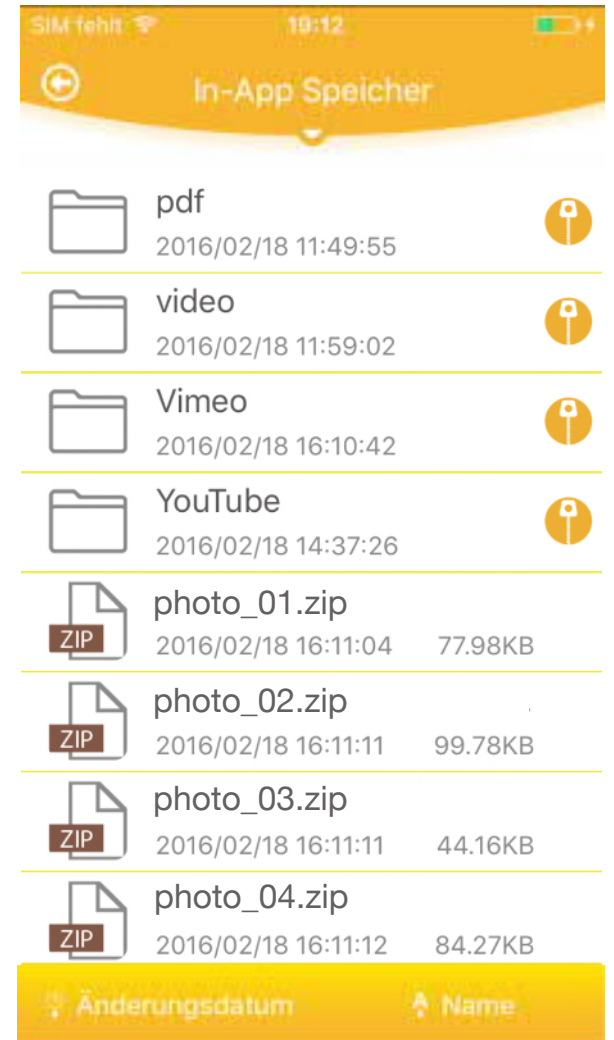 SIM fehlt 19:12
In-App Speicher
pdf
2016/02/18 11:49:55
video
2016/02/18 11:59:02
Vimeo
2016/02/18 16:10:42
YouTube
2016/02/18 14:37:26
photo_01.zip
ZIP
2016/02/18 16:11:04 77.98KB
photo_02.zip
ZIP
2016/02/18 16:11:11 99.78KB
photo_03.zip
ZIP
2016/02/18 16:11:11 44.16KB
photo_04.zip
ZIP
2016/02/18 16:11:12 84.27KB
Änderungsdatum Name